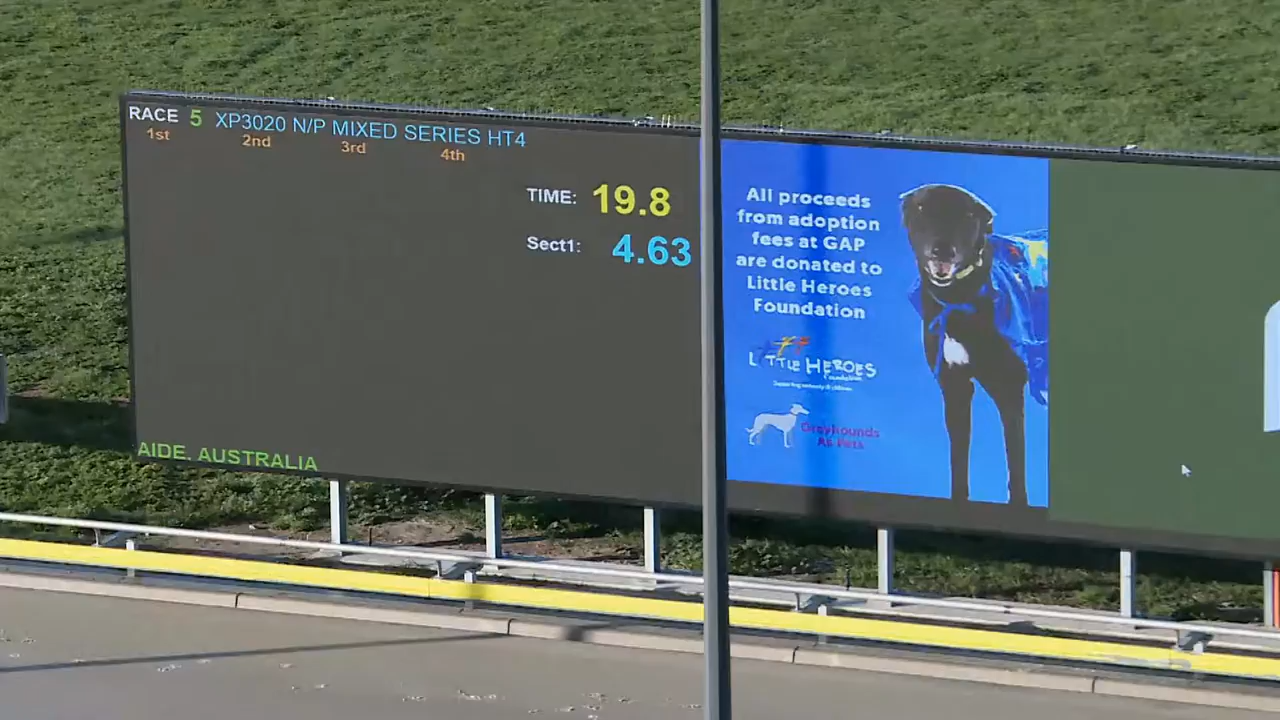 RACE 5 XP3020 N/P MIXED SERIES HT4
1st 2nd 3rd 4th
TIME: 19.8
Sect1: 4.63
AIDE, AUSTRALIA
All proceeds
from adoption
fees at GAP
are donated to
Little Heroes
Foundation
LITTLE HEROES
Foundation
Greyhounds
As Pets